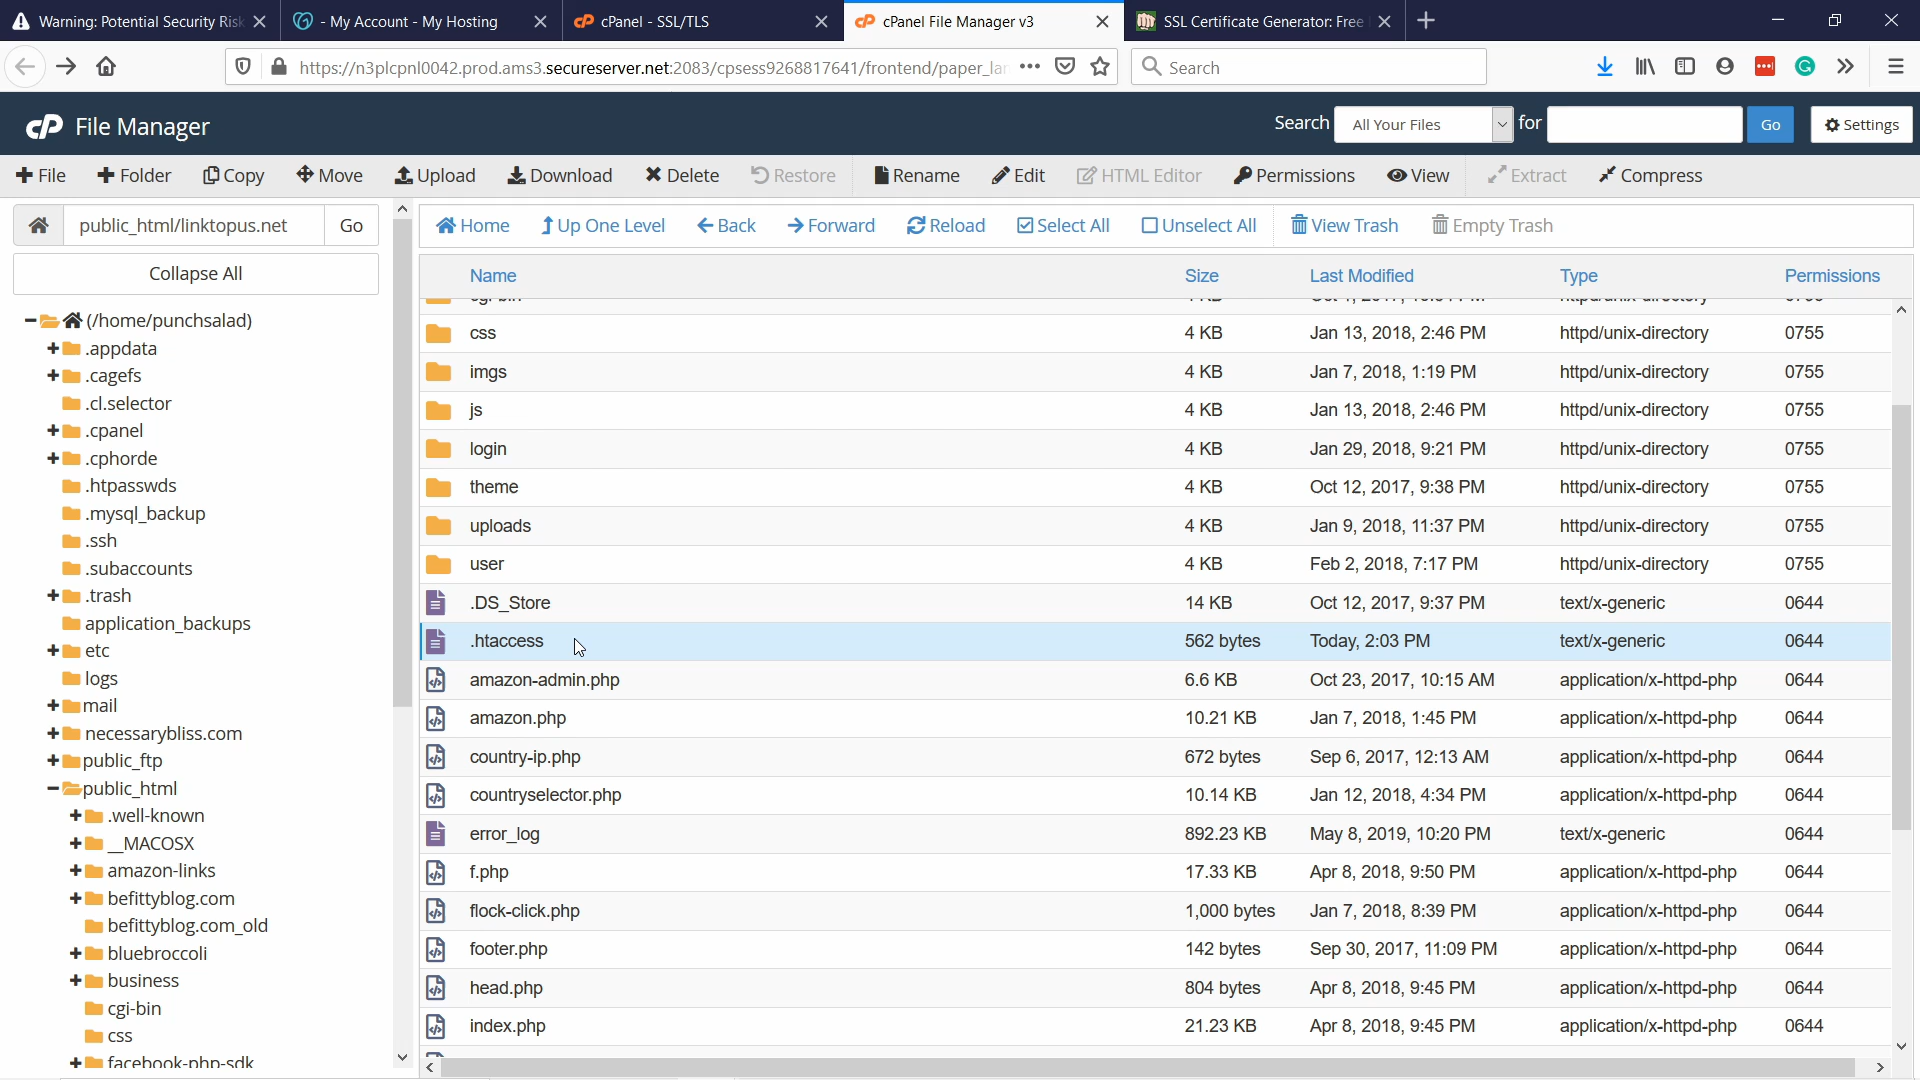 Warning: Potential Security Risk
- My Account - My Hosting
cPanel - SSL/TLS
cPanel File Manager v3
SSL Certificate Generator: Free
https://n3plcpnl0042.prod.ams3.secureserver.net:2083/cpsess9268817641/frontend/paper_lan
Search
cP File Manager
Search All Your Files for Go Settings
File Folder Copy Move Upload Download Delete Restore Rename Edit HTML Editor Permissions View Extract Compress
public_html/linktopus.net Go
Home Up One Level Back Forward Reload Select All Unselect All View Trash Empty Trash
Collapse All
(/home/punchsalad)
.appdata
.cagefs
.cl.selector
.cpanel
.cphorde
.htpasswds
.mysql_backup
.ssh
.subaccounts
.trash
application_backups
etc
logs
mail
necessarybliss.com
public_ftp
public_html
.well-known
__MACOSX
amazon-links
befittyblog.com
befittyblog.com_old
bluebroccoli
business
cgi-bin
css
facebook-php-sdk
Name Size Last Modified Type Permissions
css 4 KB Jan 13, 2018, 2:46 PM httpd/unix-directory 0755
imgs 4 KB Jan 7, 2018, 1:19 PM httpd/unix-directory 0755
js 4 KB Jan 13, 2018, 2:46 PM httpd/unix-directory 0755
login 4 KB Jan 29, 2018, 9:21 PM httpd/unix-directory 0755
theme 4 KB Oct 12, 2017, 9:38 PM httpd/unix-directory 0755
uploads 4 KB Jan 9, 2018, 11:37 PM httpd/unix-directory 0755
user 4 KB Feb 2, 2018, 7:17 PM httpd/unix-directory 0755
.DS_Store 14 KB Oct 12, 2017, 9:37 PM text/x-generic 0644
.htaccess 562 bytes Today, 2:03 PM text/x-generic 0644
amazon-admin.php 6.6 KB Oct 23, 2017, 10:15 AM application/x-httpd-php 0644
amazon.php 10.21 KB Jan 7, 2018, 1:45 PM application/x-httpd-php 0644
country-ip.php 672 bytes Sep 6, 2017, 12:13 AM application/x-httpd-php 0644
countryselector.php 10.14 KB Jan 12, 2018, 4:34 PM application/x-httpd-php 0644
error_log 892.23 KB May 8, 2019, 10:20 PM text/x-generic 0644
f.php 17.33 KB Apr 8, 2018, 9:50 PM application/x-httpd-php 0644
flock-click.php 1,000 bytes Jan 7, 2018, 8:39 PM application/x-httpd-php 0644
footer.php 142 bytes Sep 30, 2017, 11:09 PM application/x-httpd-php 0644
head.php 804 bytes Apr 8, 2018, 9:45 PM application/x-httpd-php 0644
index.php 21.23 KB Apr 8, 2018, 9:45 PM application/x-httpd-php 0644